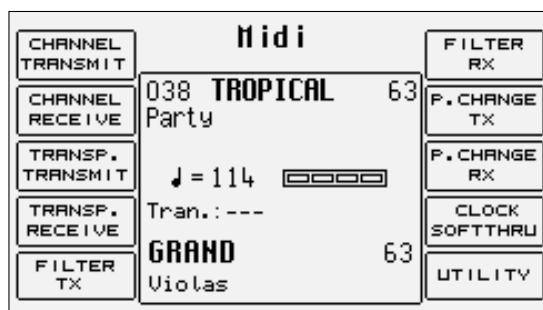 Midi
CHANNEL
TRANSMIT
CHANNEL
RECEIVE
TRANSP.
TRANSMIT
TRANSP.
RECEIVE
FILTER
TX
038 TROPICAL 63
Party
♩=114
Tran.:---
GRAND 63
Violas
FILTER
RX
P.CHANGE
TX
P.CHANGE
RX
CLOCK
SOFTTHRU
UTILITY